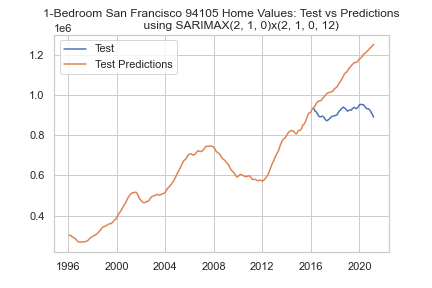 1-Bedroom San Francisco 94105 Home Values: Test vs Predictions
using SARIMAX(2, 1, 0)x(2, 1, 0, 12)
1e6
Test
Test Predictions
1.2
1.0
0.8
0.6
0.4
1996 2000 2004 2008 2012 2016 2020